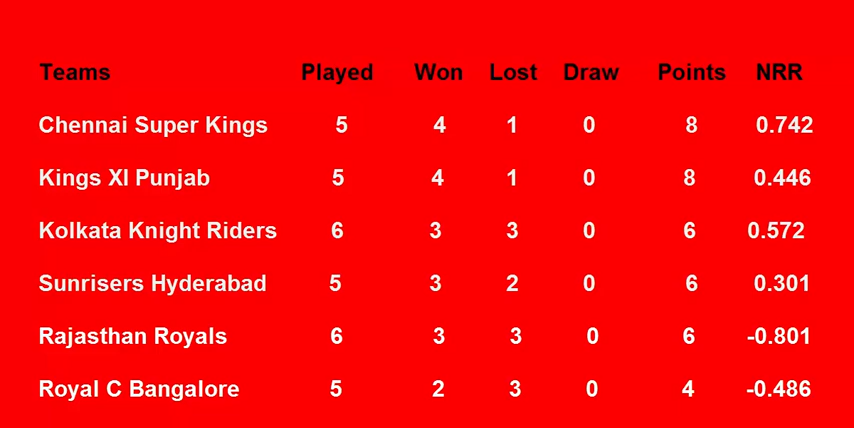 Teams Played Won Lost Draw Points NRR
Chennai Super Kings 5 4 1 0 8 0.742
Kings XI Punjab 5 4 1 0 8 0.446
Kolkata Knight Riders 6 3 3 0 6 0.572
Sunrisers Hyderabad 5 3 2 0 6 0.301
Rajasthan Royals 6 3 3 0 6 -0.801
Royal C Bangalore 5 2 3 0 4 -0.486